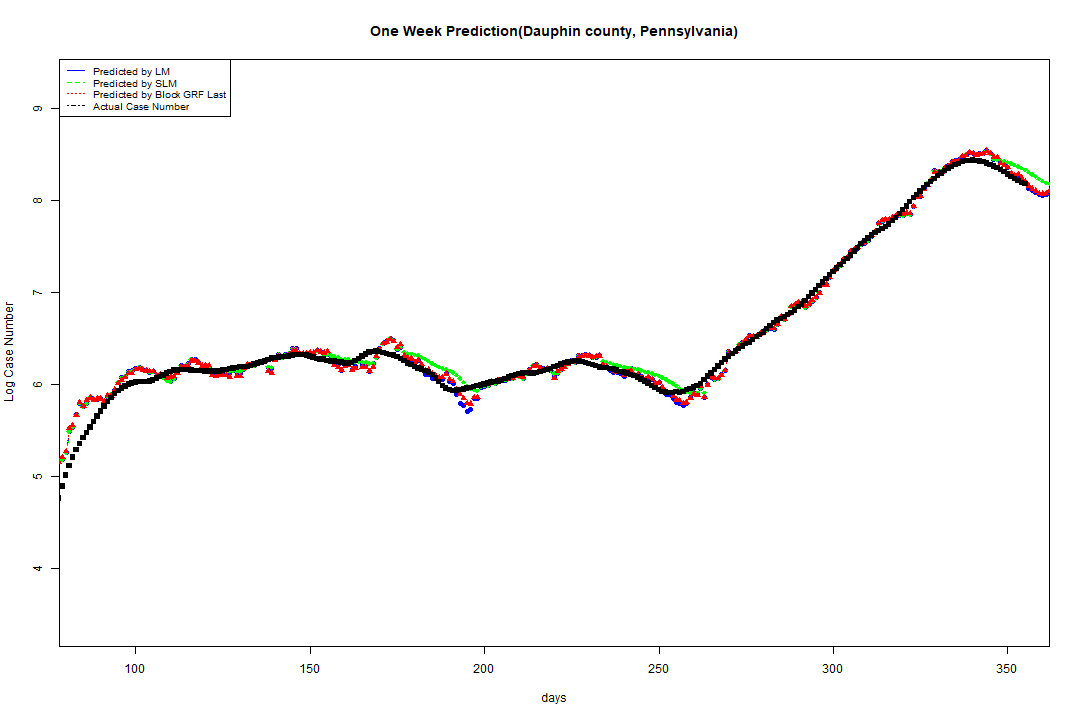 One Week Prediction(Dauphin county, Pennsylvania)
Predicted by LM
Predicted by SLM
Predicted by Block GRF Last
Actual Case Number
9
8
7
6
5
4
Log Case Number
100 150 200 250 300 350
days